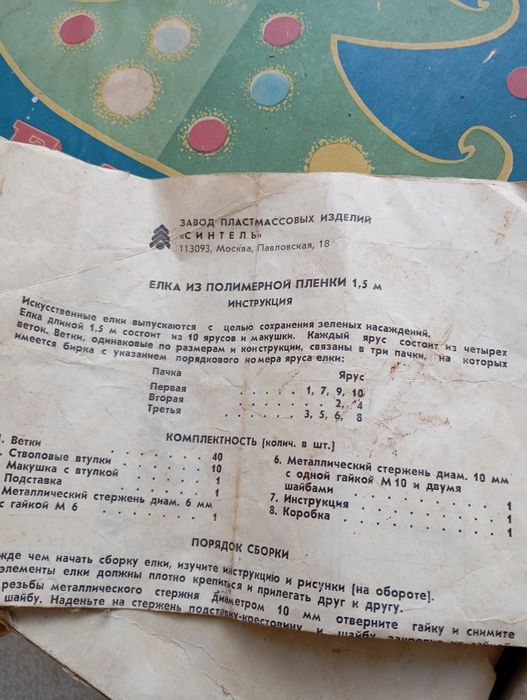 ЗАВОД ПЛАСТМАССОВЫХ ИЗДЕЛИЙ
«СИНТЕЛЬ»
113093, Москва, Павловская, 18
ЕЛКА ИЗ ПОЛИМЕРНОЙ ПЛЕНКИ 1,5 м
ИНСТРУКЦИЯ
Искусственные елки выпускаются с целью сохранения зеленых насаждений.
Елка длиной 1,5 м состоит из 10 ярусов и макушки. Каждый ярус состоит из четырех
веток. Ветки, одинаковые по размерам и конструкции, связаны в три пачки, на которых
имеется бирка с указанием порядкового номера яруса елки:
Пачка Ярус
Первая . . . . . 1, 7, 9, 10
Вторая . . . . . 2, 4
Третья . . . . . 3, 5, 6, 8
КОМПЛЕКТНОСТЬ [колич. в шт.]
Ветки . . . . . 40
Стволовые втулки . . . . . 10
Макушка с втулкой . . . . . 1
Подставка . . . . . 1
Металлический стержень диам. 6 мм
с гайкой М 6 . . . . . 1
6. Металлический стержень диам. 10 мм
с одной гайкой М 10 и двумя
шайбами . . . . . 1
7. Инструкция . . . . . 1
8. Коробка . . . . . 1
ПОРЯДОК СБОРКИ
жде чем начать сборку елки, изучите инструкцию и рисунки [на обороте].
элементы елки должны плотно крепиться и прилегать друг к другу.
резьбы металлического стержня диаметром 10 мм отверните гайку и снимите
шайбу. Наденьте на стержень подставку-крестовину и шайбу